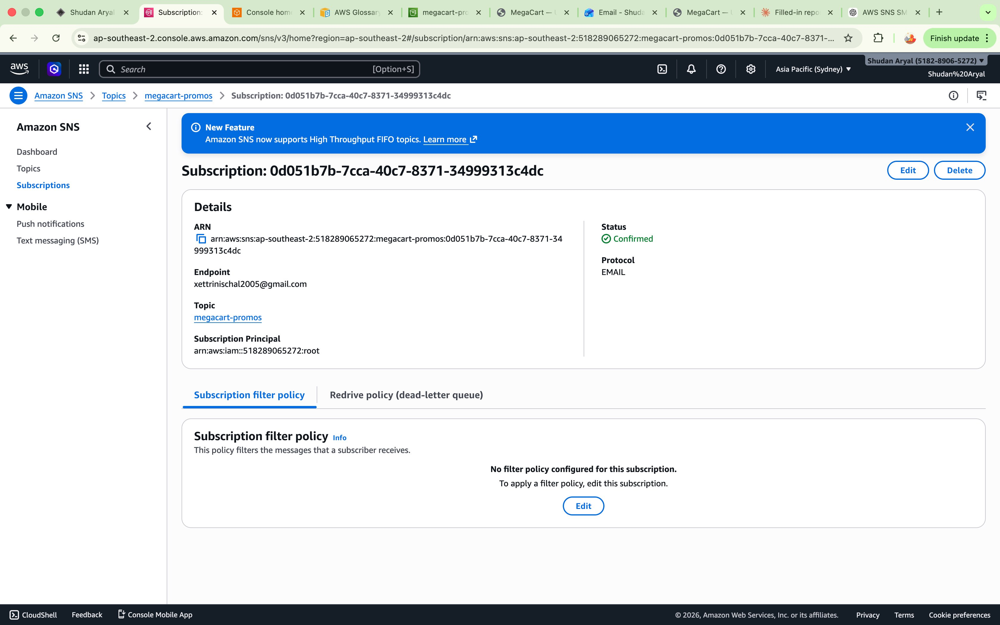 Shudan Aryal
Subscription:
Console home
AWS Glossary
megacart-pro
MegaCart —
Email - Shuda
MegaCart —
Filled-in repo
AWS SNS SM
ap-southeast-2.console.aws.amazon.com/sns/v3/home?region=ap-southeast-2#/subscription/arn:aws:sns:ap-southeast-2:518289065272:megacart-promos:0d051b7b-7cca-40c7-8371-...
Finish update
aws
Search
[Option+S]
Asia Pacific (Sydney)
Shudan Aryal (5182-8906-5272)
Shudan%20Aryal
Amazon SNS
Topics
megacart-promos
Subscription: 0d051b7b-7cca-40c7-8371-34999313c4dc
Amazon SNS
Dashboard
Topics
Subscriptions
Mobile
Push notifications
Text messaging (SMS)
New Feature
Amazon SNS now supports High Throughput FIFO topics. Learn more
Subscription: 0d051b7b-7cca-40c7-8371-34999313c4dc
Edit
Delete
Details
ARN
arn:aws:sns:ap-southeast-2:518289065272:megacart-promos:0d051b7b-7cca-40c7-8371-34
999313c4dc
Endpoint
xettrinischal2005@gmail.com
Topic
megacart-promos
Subscription Principal
arn:aws:iam::518289065272:root
Status
Confirmed
Protocol
EMAIL
Subscription filter policy
Redrive policy (dead-letter queue)
Subscription filter policy Info
This policy filters the messages that a subscriber receives.
No filter policy configured for this subscription.
To apply a filter policy, edit this subscription.
Edit
CloudShell
Feedback
Console Mobile App
© 2026, Amazon Web Services, Inc. or its affiliates.
Privacy
Terms
Cookie preferences